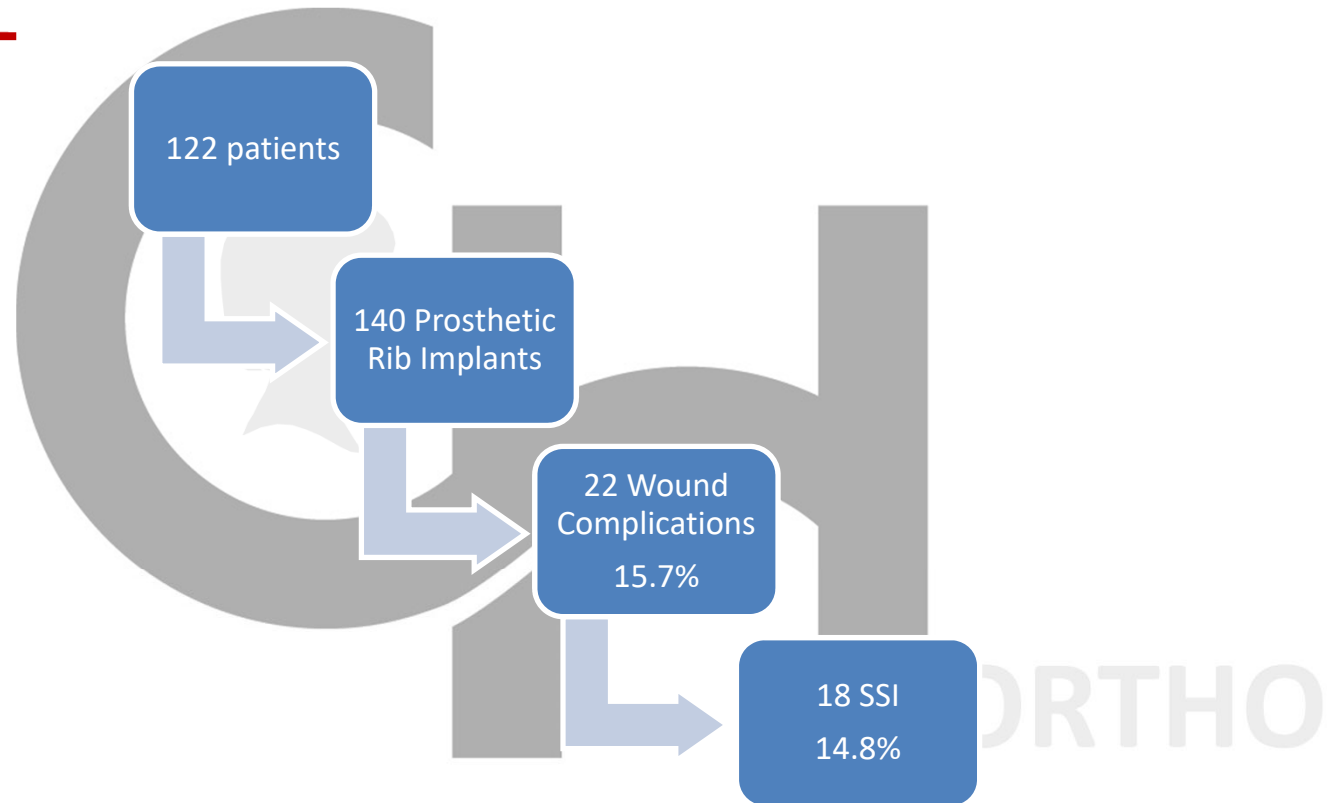 122 patients
140 Prosthetic
Rib Implants
22 Wound
Complications
15.7%
18 SSI
14.8%
ORTHO